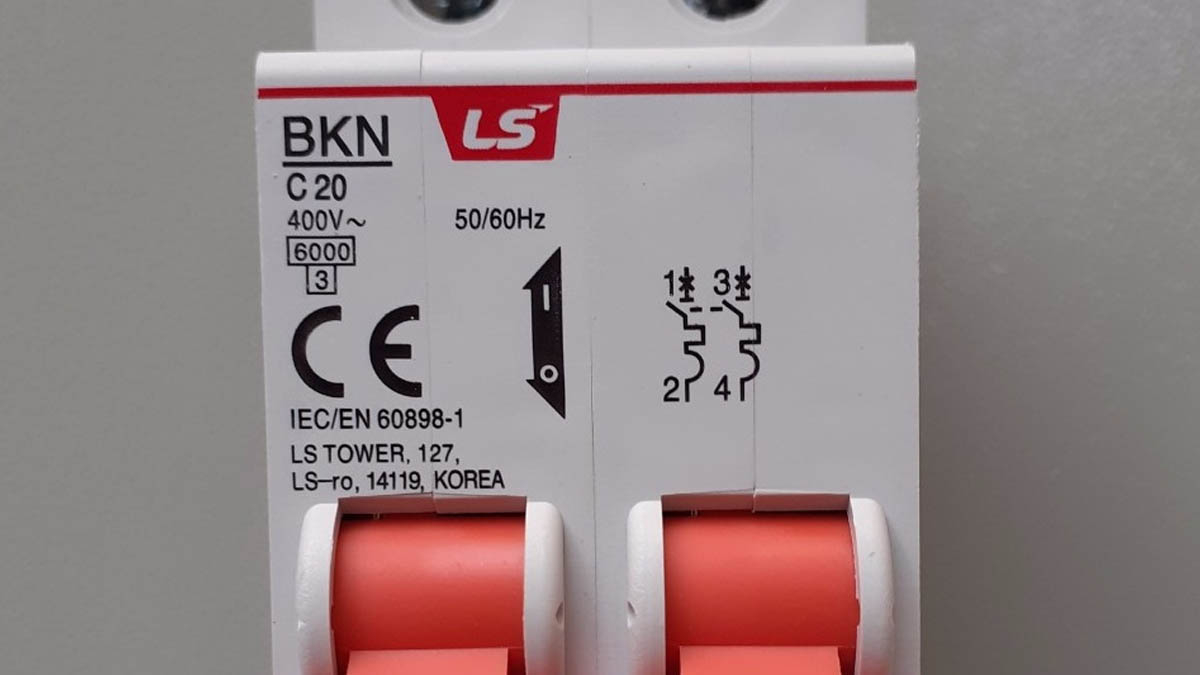 LS
BKN
C 20
400V~ 50/60Hz
6000
3
I
O
1 3
2 4
CE
IEC/EN 60898-1
LS TOWER, 127,
LS-ro, 14119, KOREA